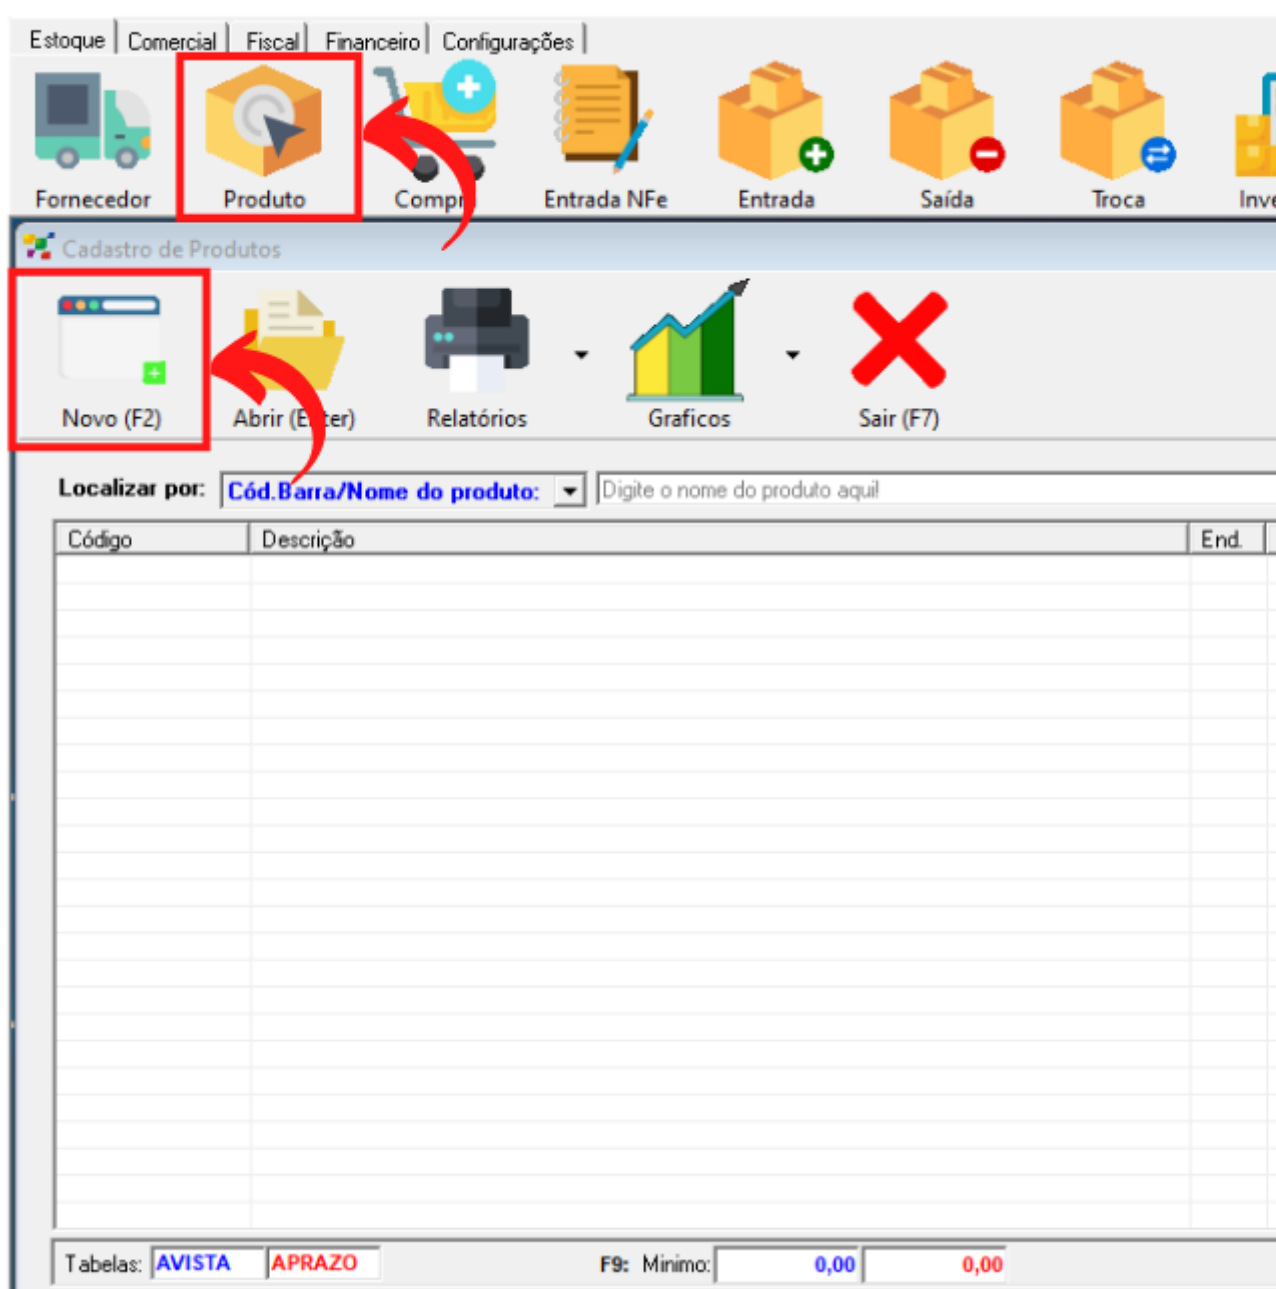 Estoque Comercial Fiscal Financeiro Configurações
Fornecedor Produto Entrada NFe Entrada Saída Troca
Cadastro de Produtos
Novo (F2) Abrir Relatórios Graficos Sair (F7)
Localizar por: Cód.Barra/Nome do produto: Digite o nome do produto aqui!
Código Descrição End.
Tabelas: AVISTA APRAZO F9: Minimo: 0,00 0,00